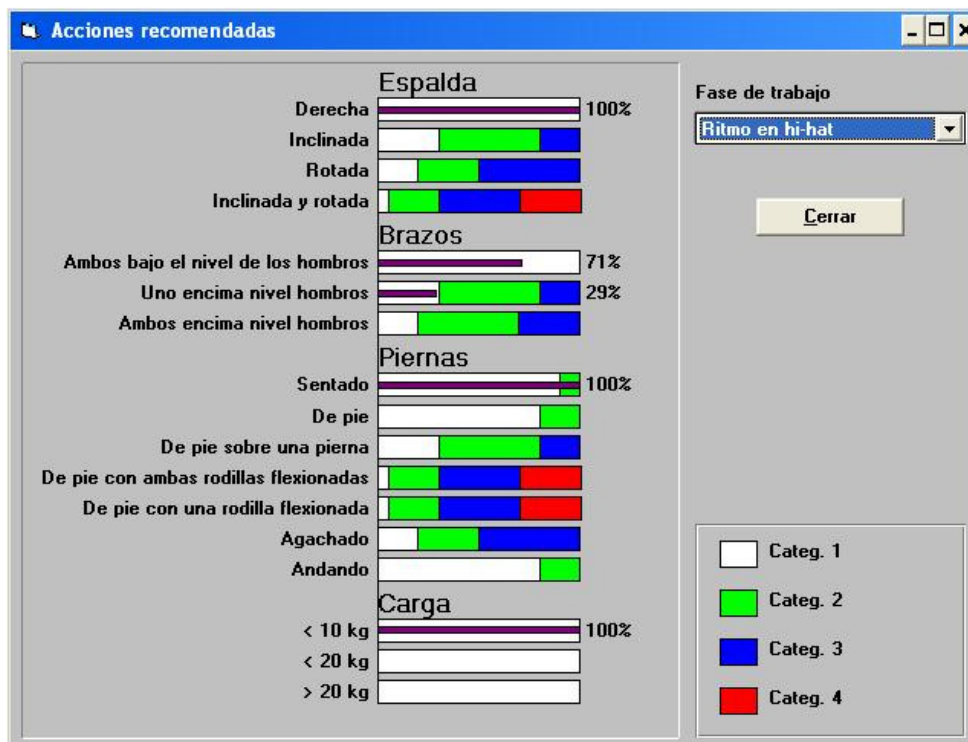 Acciones recomendadas
Espalda
Derecha 100%
Inclinada
Rotada
Inclinada y rotada
Brazos
Ambos bajo el nivel de los hombros 71%
Uno encima nivel hombros 29%
Ambos encima nivel hombros
Piernas
Sentado 100%
De pie
De pie sobre una pierna
De pie con ambas rodillas flexionadas
De pie con una rodilla flexionada
Agachado
Andando
Carga
< 10 kg 100%
< 20 kg
> 20 kg
Fase de trabajo
Ritmo en hi-hat
Cerrar
Categ. 1
Categ. 2
Categ. 3
Categ. 4